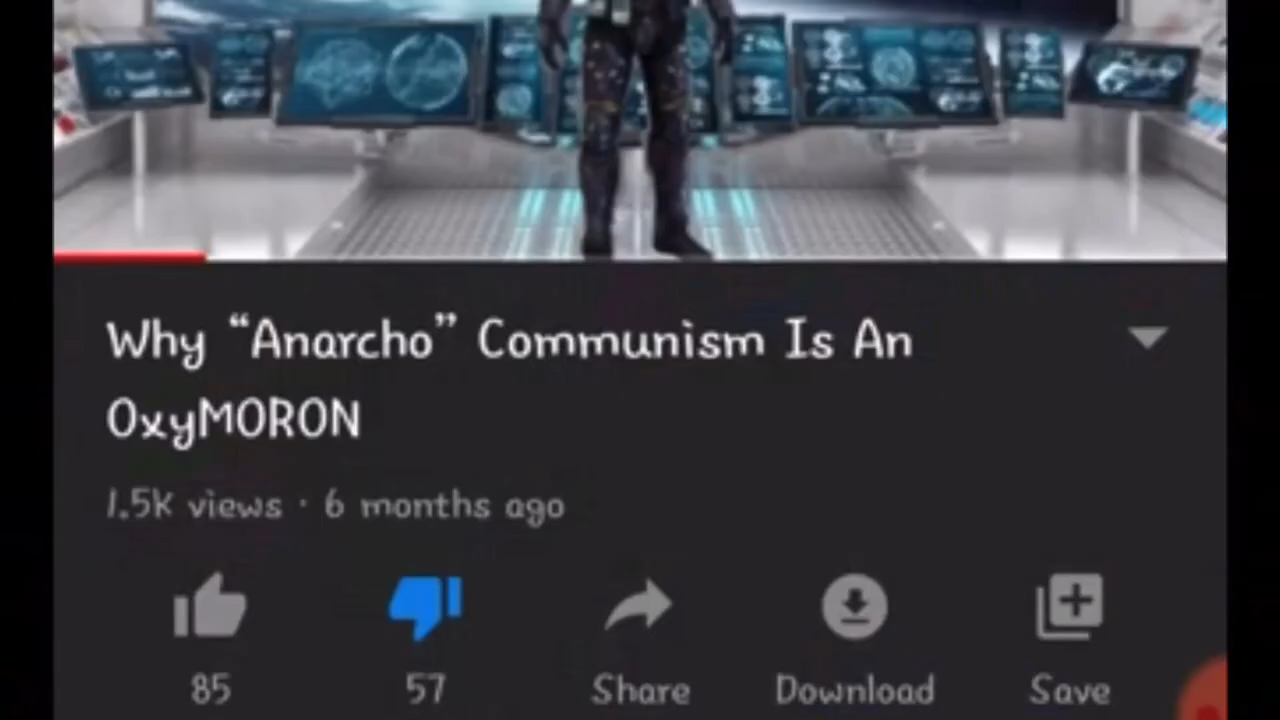 Why “Anarcho” Communism Is An
OxyMORON
1.5K views · 6 months ago
85
57
Share
Download
Save